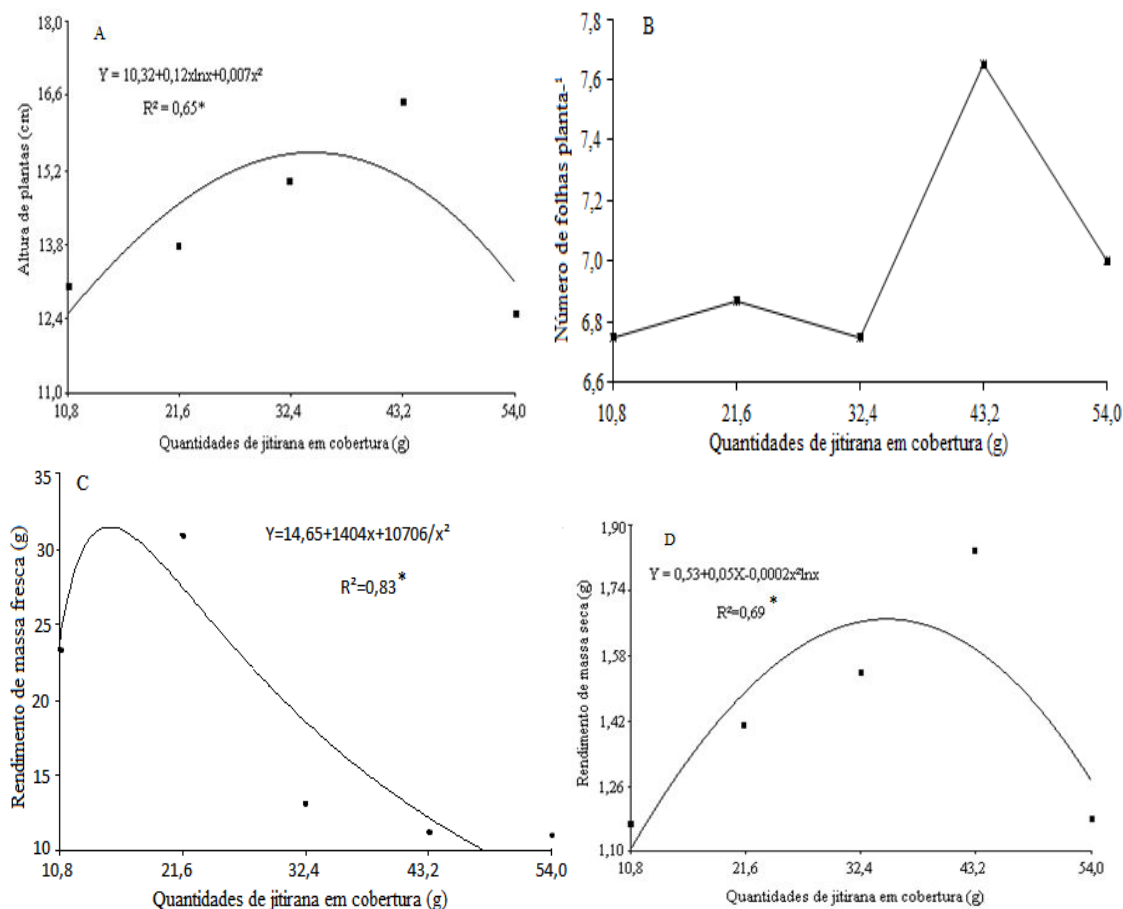 A
Y = 10,32+0,12xlnx+0,007x²
R² = 0,65*
Altura de plantas (cm)
18,0
16,6
15,2
13,8
12,4
11,0
10,8 21,6 32,4 43,2 54,0
Quantidades de jitirana em cobertura (g)
B
Número de folhas planta-¹
7,8
7,6
7,4
7,2
7,0
6,8
6,6
10,8 21,6 32,4 43,2 54,0
Quantidades de jitirana em cobertura (g)
C
Y=14,65+1404x+10706/x²
R²=0,83*
Rendimento de massa fresca (g)
35
30
25
20
15
10
10,8 21,6 32,4 43,2 54,0
Quantidades de jitirana em cobertura (g)
D
Y = 0,53+0,05X-0,0002x²lnx
R²=0,69*
Rendimento de massa seca (g)
1,90
1,74
1,58
1,42
1,26
1,10
10,8 21,6 32,4 43,2 54,0
Quantidades de jitirana em cobertura (g)